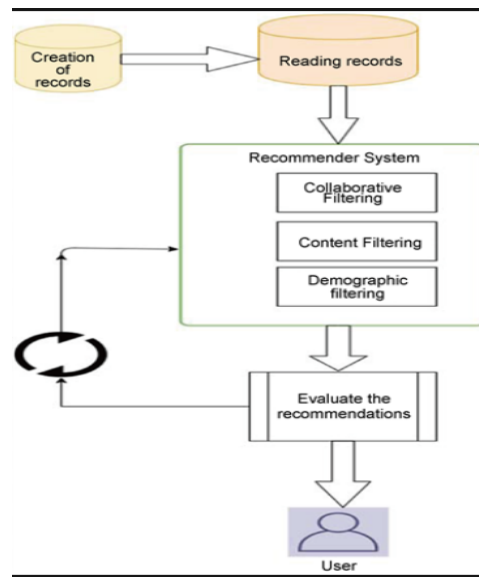 Creation
of
records
Reading records
Recommender System
Collaborative
Filtering
Content Filtering
Demographic
filtering
Evaluate the
recommendations
User